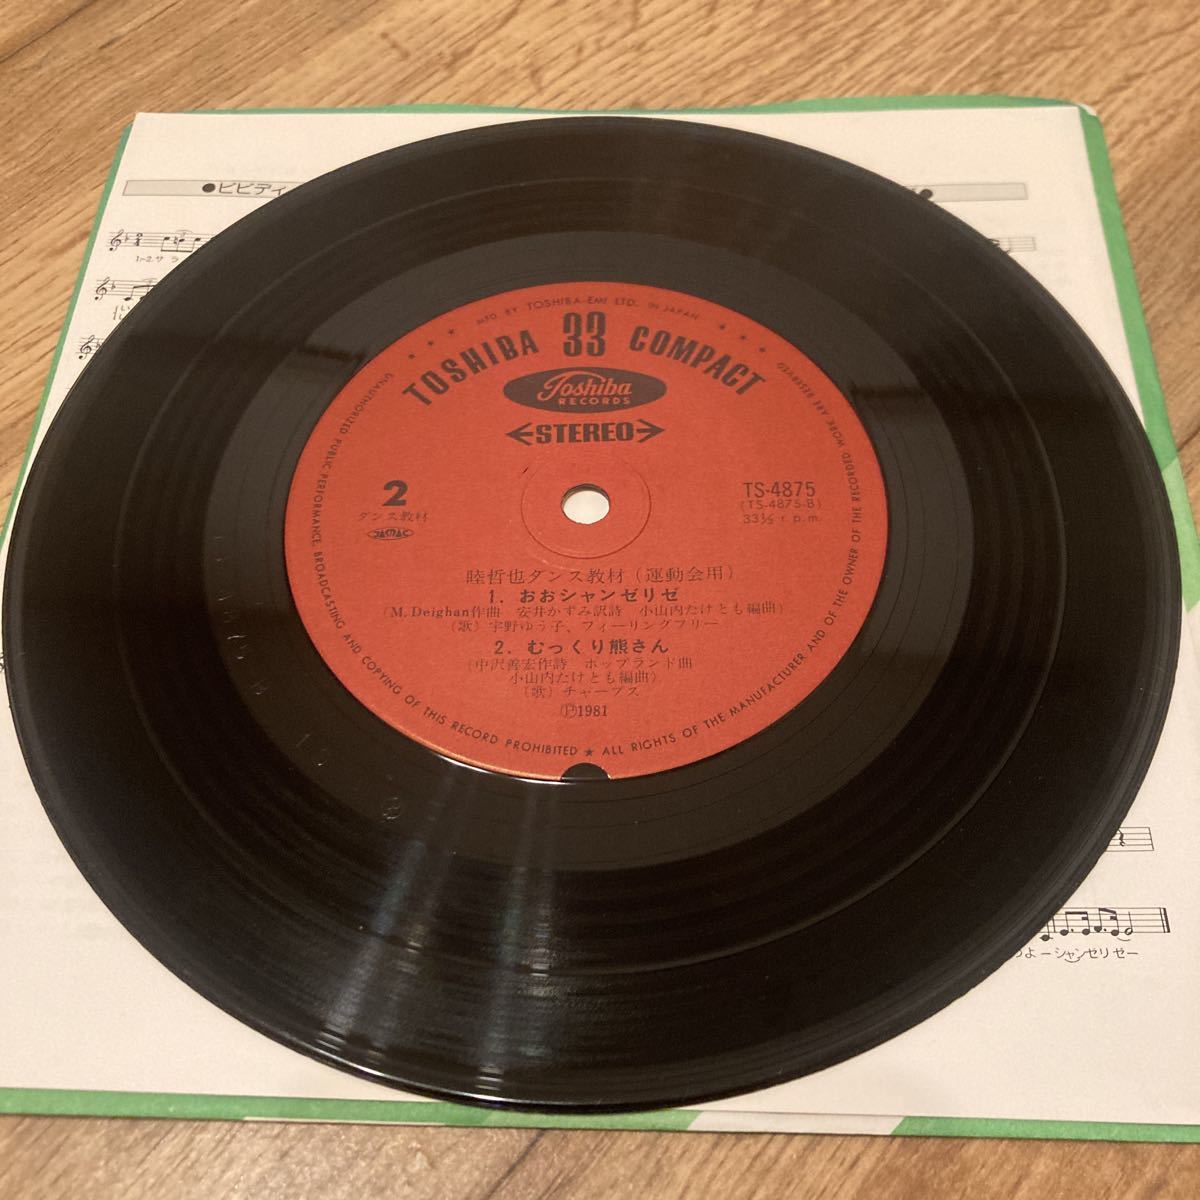 ●ビビディ
1~2.サ ラ
MFD BY TOSHIBA-EMI LTD. IN JAPAN
TOSHIBA 33 COMPACT
Toshiba
RECORDS
STEREO
2
ダンス教材
JASRAC
TS-4875
(TS-4875-B)
33⅓ r.p.m.
睦哲也ダンス教材(運動会用)
1. おおシャンゼリゼ
(M. Deighan作曲 安井かずみ訳詩 小山内たけとも編曲)
(歌) 宇野ゆう子、フィーリングフリー
2. むっくり熊さん
(中沢善宏作詩 ホップランド曲
小山内たけとも編曲)
(歌) チャープス
Ⓟ1981
UNAUTHORIZED PUBLIC PERFORMANCE, BROADCASTING AND COPYING OF THIS RECORD PROHIBITED ★ ALL RIGHTS OF THE MANUFACTURER AND OF THE OWNER OF THE RECORDED WORK ARE RESERVED
よーシャンゼリゼー